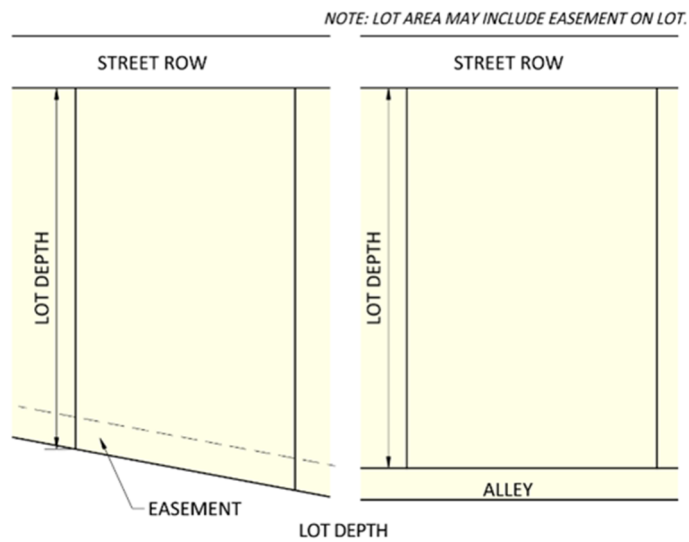 NOTE: LOT AREA MAY INCLUDE EASEMENT ON LOT.
STREET ROW
STREET ROW
LOT DEPTH
LOT DEPTH
ALLEY
EASEMENT
LOT DEPTH